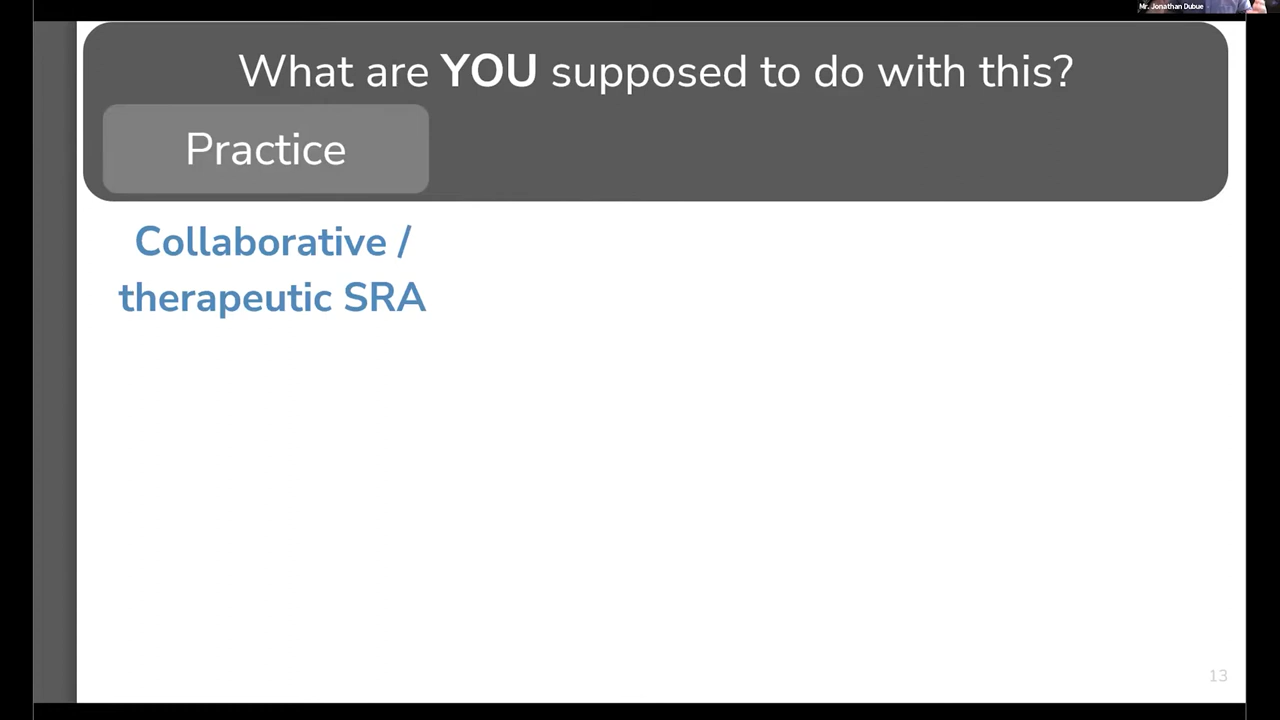 Mr. Jonathan Dubue
What are YOU supposed to do with this?
Practice
Collaborative /
therapeutic SRA
13